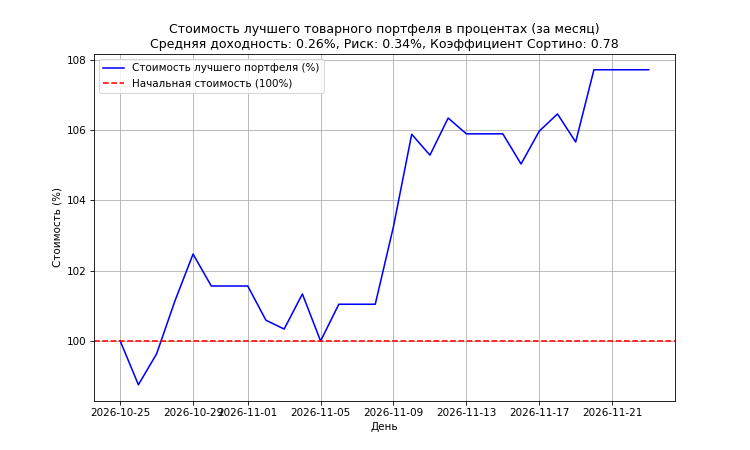 Стоимость лучшего товарного портфеля в процентах (за месяц)
Средняя доходность: 0.26%, Риск: 0.34%, Коэффициент Сортино: 0.78
Стоимость лучшего портфеля (%)
Начальная стоимость (100%)
Стоимость (%)
108
106
104
102
100
2026-10-25 2026-10-29 2026-11-01 2026-11-05 2026-11-09 2026-11-13 2026-11-17 2026-11-21
День